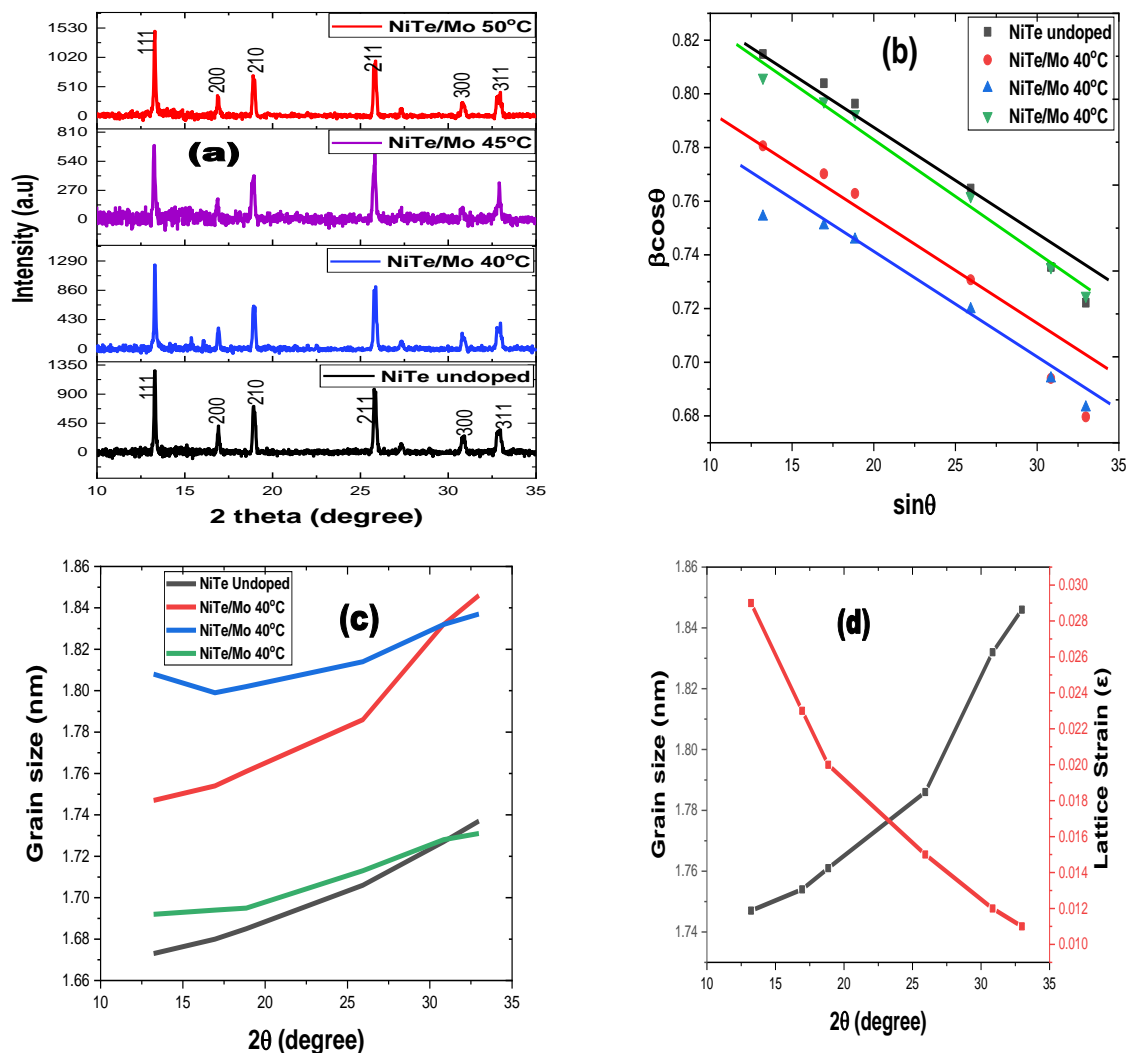 NiTe/Mo 50°C
1530
1020
510
0
111
200
210
211
300
311
(a)
NiTe/Mo 45°C
810
540
270
0
NiTe/Mo 40°C
1290
860
430
0
NiTe undoped
1350
900
450
0
111
200
210
211
300
311
10 15 20 25 30 35
2 theta (degree)
Intensity (a.u)
(b)
NiTe undoped
NiTe/Mo 40°C
NiTe/Mo 40°C
NiTe/Mo 40°C
0.82
0.80
0.78
0.76
0.74
0.72
0.70
0.68
10 15 20 25 30 35
sinθ
βcosθ
(c)
NiTe Undoped
NiTe/Mo 40°C
NiTe/Mo 40°C
NiTe/Mo 40°C
1.86
1.84
1.82
1.80
1.78
1.76
1.74
1.72
1.70
1.68
1.66
10 15 20 25 30 35
2θ (degree)
Grain size (nm)
(d)
1.86
1.84
1.82
1.80
1.78
1.76
1.74
0.030
0.028
0.026
0.024
0.022
0.020
0.018
0.016
0.014
0.012
0.010
10 15 20 25 30 35
2θ (degree)
Grain size (nm)
Lattice Strain (ε)